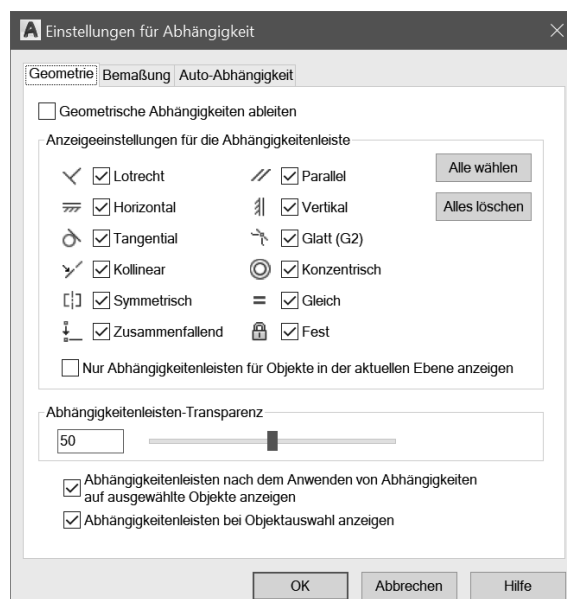 A Einstellungen für Abhängigkeit
Geometrie Bemaßung Auto-Abhängigkeit
Geometrische Abhängigkeiten ableiten
Anzeigeeinstellungen für die Abhängigkeitenleiste
Lotrecht Parallel Alle wählen
Horizontal Vertikal Alles löschen
Tangential Glatt (G2)
Kollinear Konzentrisch
Symmetrisch Gleich
Zusammenfallend Fest
Nur Abhängigkeitenleisten für Objekte in der aktuellen Ebene anzeigen
Abhängigkeitenleisten-Transparenz
50
Abhängigkeitenleisten nach dem Anwenden von Abhängigkeiten
auf ausgewählte Objekte anzeigen
Abhängigkeitenleisten bei Objektauswahl anzeigen
OK Abbrechen Hilfe